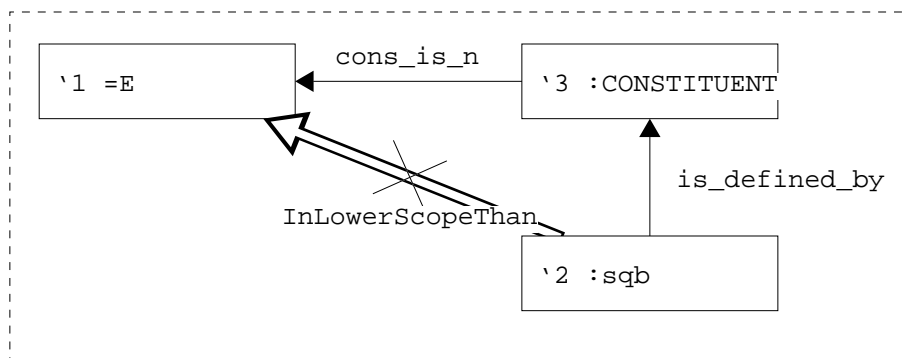 cons_is_n
‘1 =E
‘3 :CONSTITUENT
is_defined_by
InLowerScopeThan
‘2 :sqb